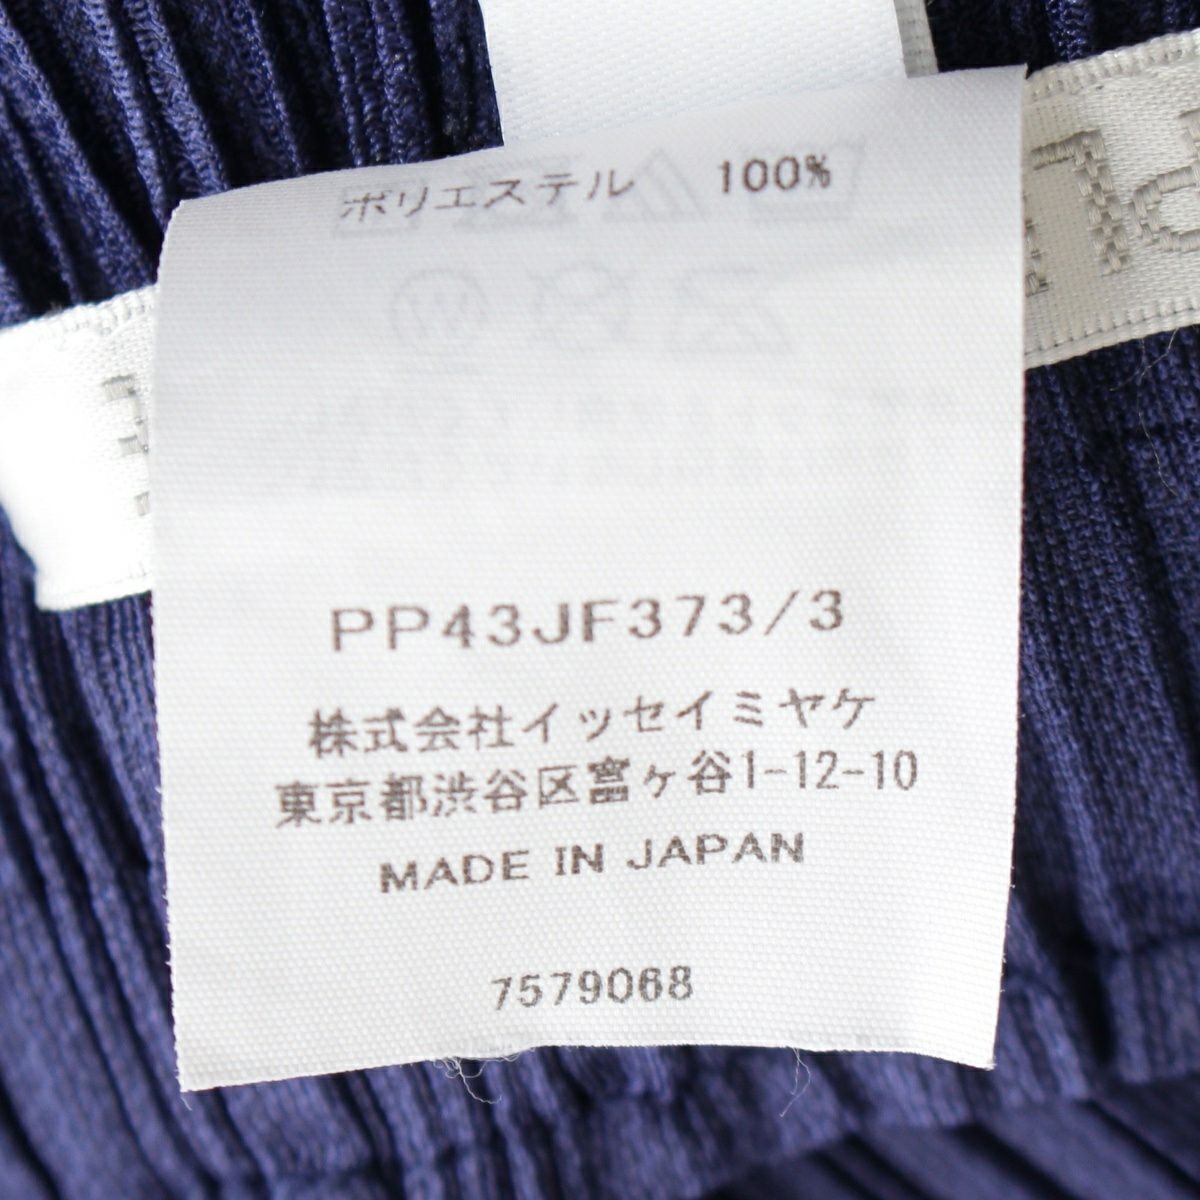 ポリエステル 100%
PP43JF373/3
株式会社イッセイミヤケ
東京都渋谷区富ヶ谷1-12-10
MADE IN JAPAN
7579068